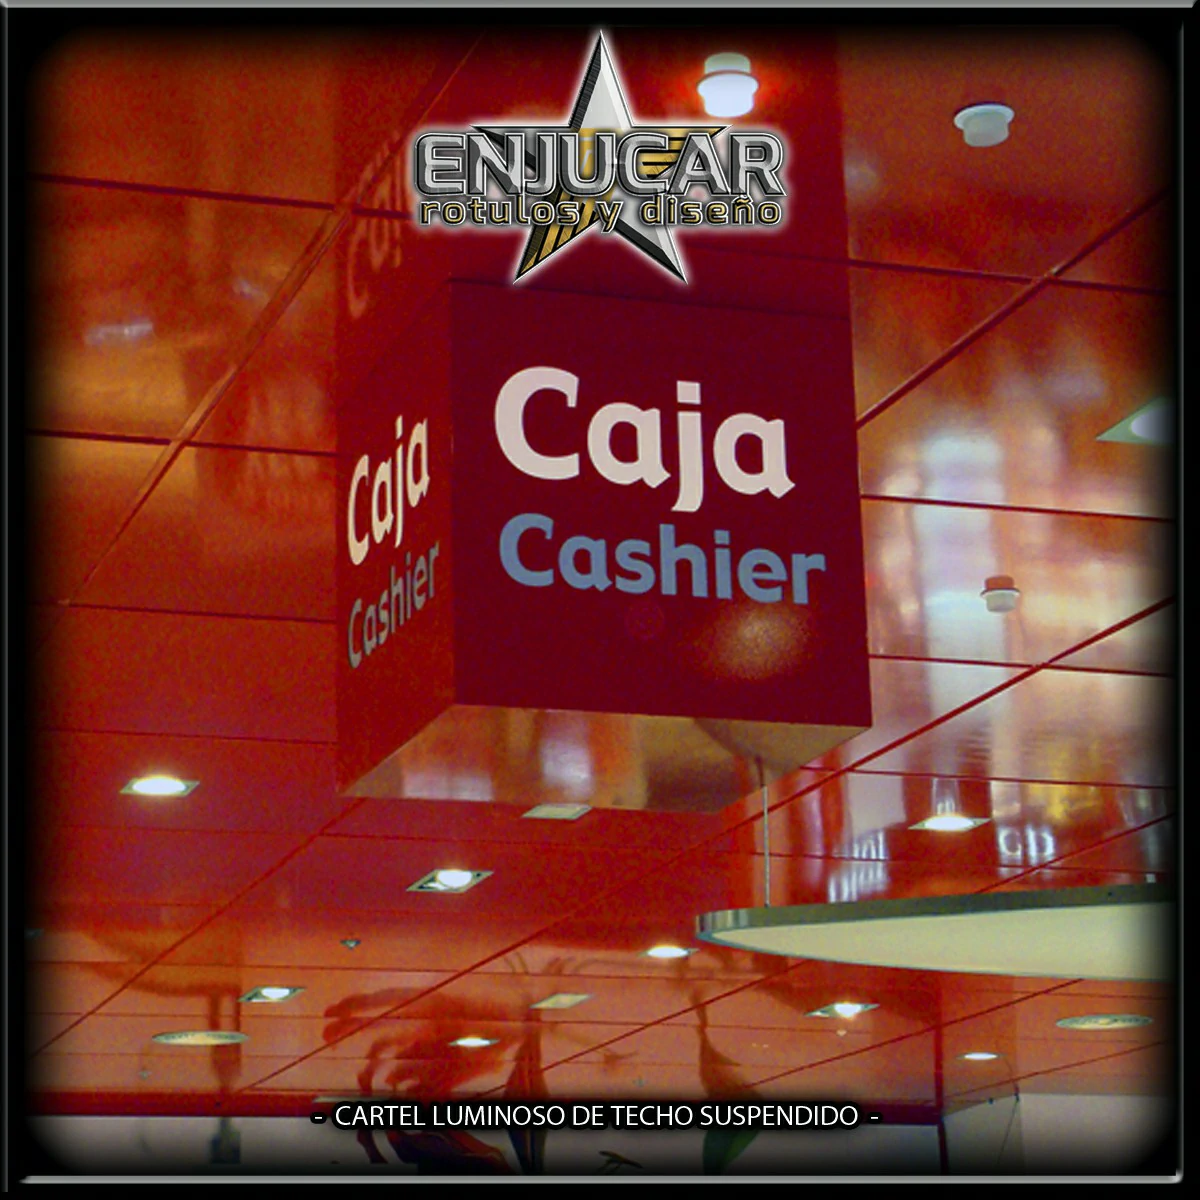 ENJUCAR
rotulos y diseño
Caja
Cashier
Caja
Cashier
- CARTEL LUMINOSO DE TECHO SUSPENDIDO -